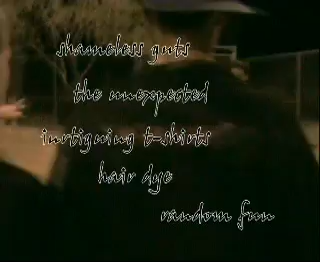 shameless guts
the unexpected
intriguing t-shirts
hair dye
random fun